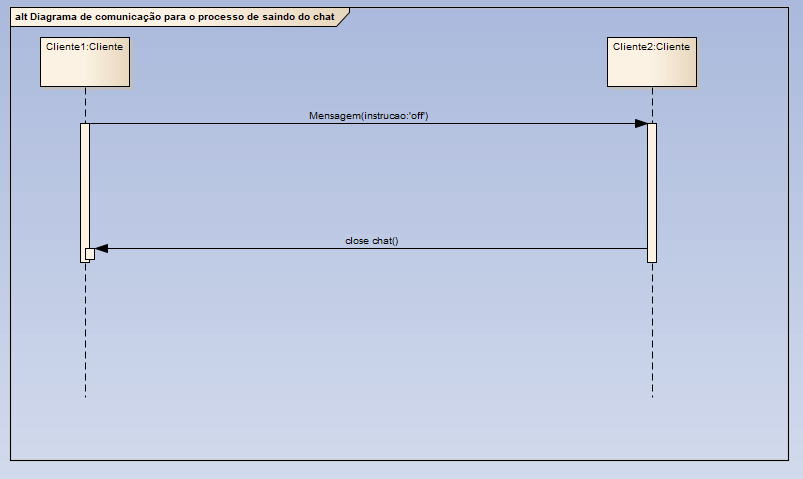 alt Diagrama de comunicação para o processo de saindo do chat
Cliente1:Cliente
Cliente2:Cliente
Mensagem(instrucao:'off')
close chat()